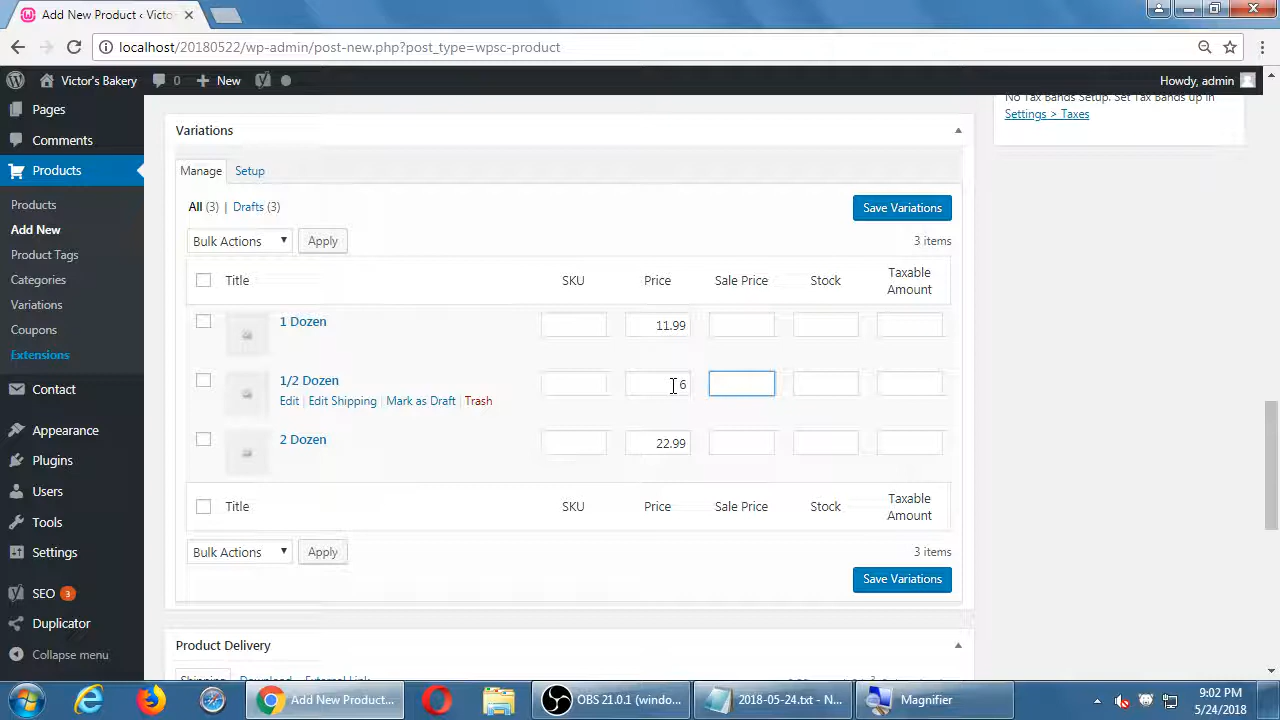 Add New Product ‹ Victo
localhost/20180522/wp-admin/post-new.php?post_type=wpsc-product
Victor's Bakery
0
New
Howdy, admin
Pages
Comments
Products
Products
Add New
Product Tags
Categories
Variations
Coupons
Extensions
Contact
Appearance
Plugins
Users
Tools
Settings
SEO 3
Duplicator
Collapse menu
No Tax Bands Setup. Set Tax Bands up in
Settings > Taxes
Variations
Manage
Setup
All (3) | Drafts (3)
Save Variations
Bulk Actions
Apply
3 items
Title
SKU
Price
Sale Price
Stock
Taxable
Amount
1 Dozen
11.99
1/2 Dozen
6
Edit | Edit Shipping | Mark as Draft | Trash
2 Dozen
22.99
Title
SKU
Price
Sale Price
Stock
Taxable
Amount
Bulk Actions
Apply
3 items
Save Variations
Product Delivery
Shipping
Download
External Link
Add New Product...
OBS 21.0.1 (windo...
2018-05-24.txt - N...
Magnifier
9:02 PM
5/24/2018